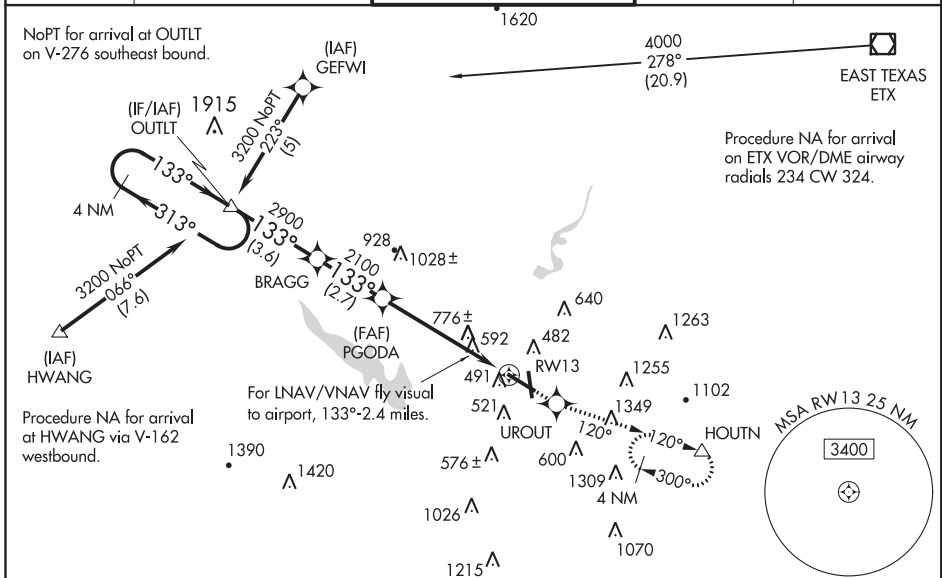 1620
NoPT for arrival at OUTLT
on V-276 southeast bound.
(IAF)
GEFWI
4000
278°
(20.9)
EAST TEXAS
ETX
(IF/IAF)
OUTLT
1915
3200 NoPT
223°
(5)
Procedure NA for arrival
on ETX VOR/DME airway
radials 234 CW 324.
133°
4 NM
313°
2900
133°
(3.6)
BRAGG
928
1028±
2100
133°
(2.7)
3200 NoPT
066°
(7.6)
(IAF)
HWANG
(FAF)
PGODA
776±
592
640
482
1263
RW13
491
1255
For LNAV/VNAV fly visual
to airport, 133°-2.4 miles.
521
1349
1102
UROUT
120°
120°
HOUTN
Procedure NA for arrival
at HWANG via V-162
westbound.
1390
1420
576±
600
1309
4 NM
300°
1026
1070
1215
MSA RW13 25 NM
3400